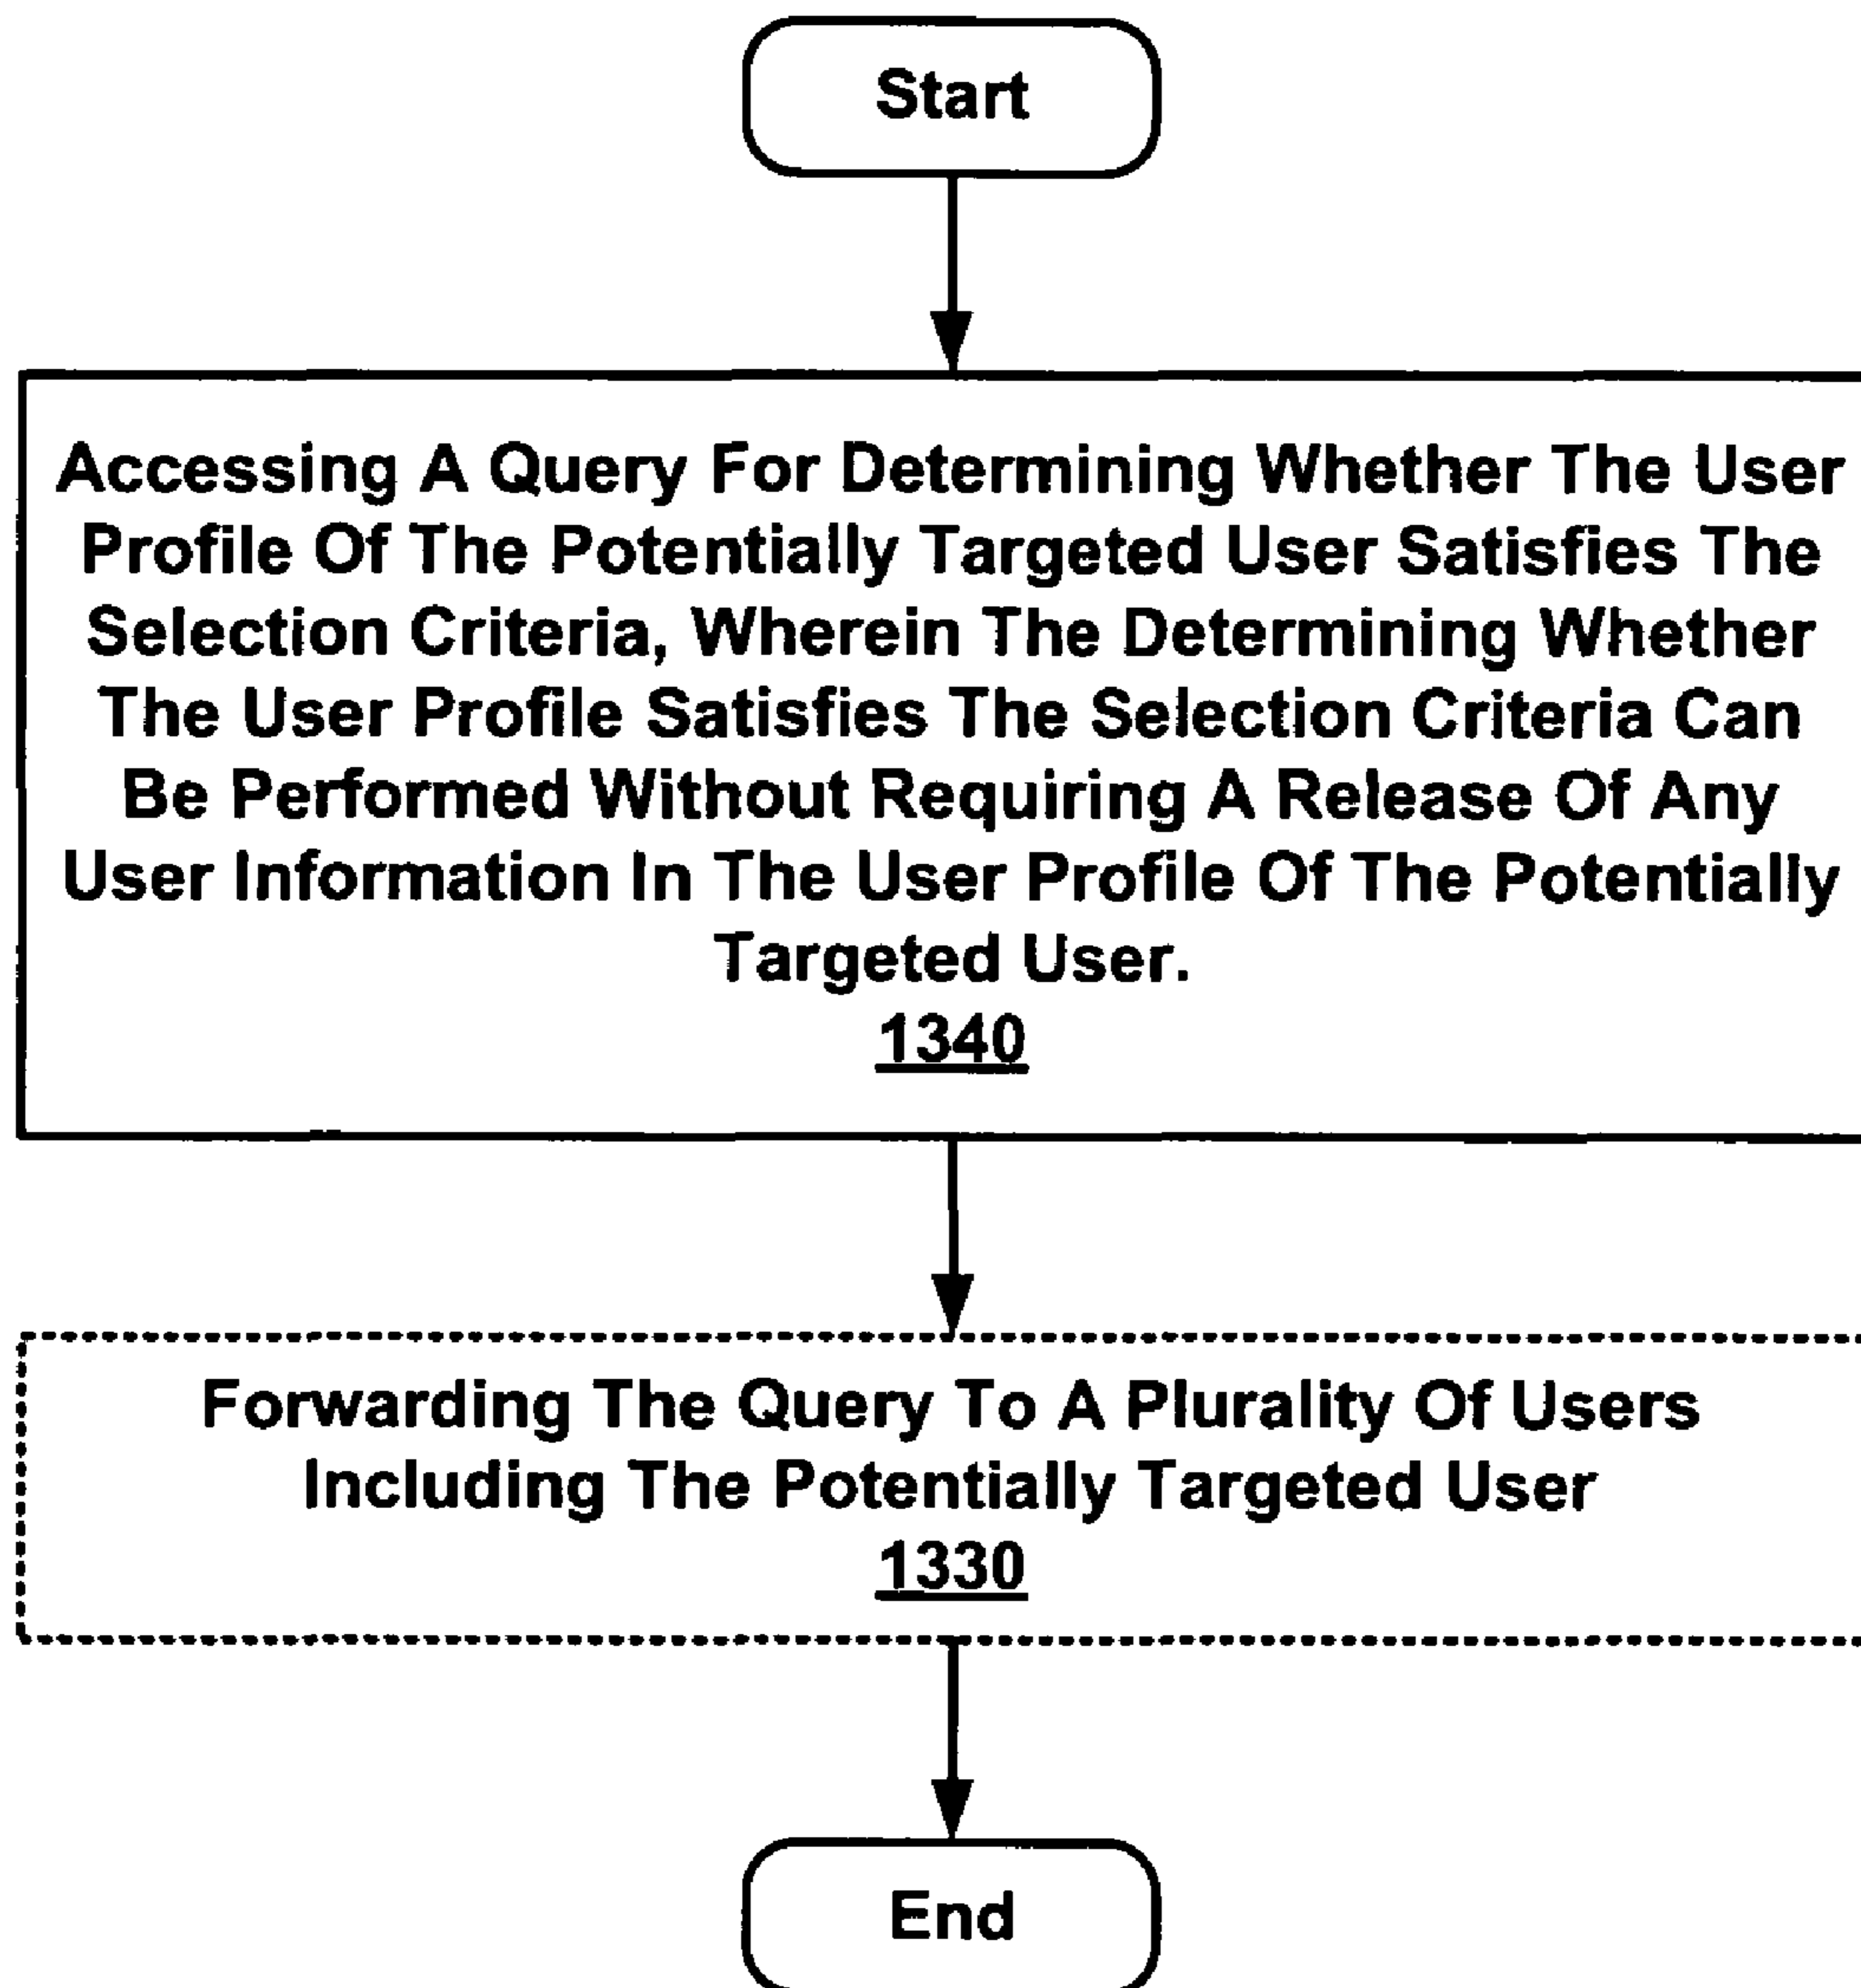 Start
Accessing A Query For Determining Whether The User
Profile Of The Potentially Targeted User Satisfies The
Selection Criteria, Wherein The Determining Whether
The User Profile Satisfies The Selection Criteria Can
Be Performed Without Requiring A Release Of Any
User Information In The User Profile Of The Potentially
Targeted User.
1340
Forwarding The Query To A Plurality Of Users
Including The Potentially Targeted User
1330
End